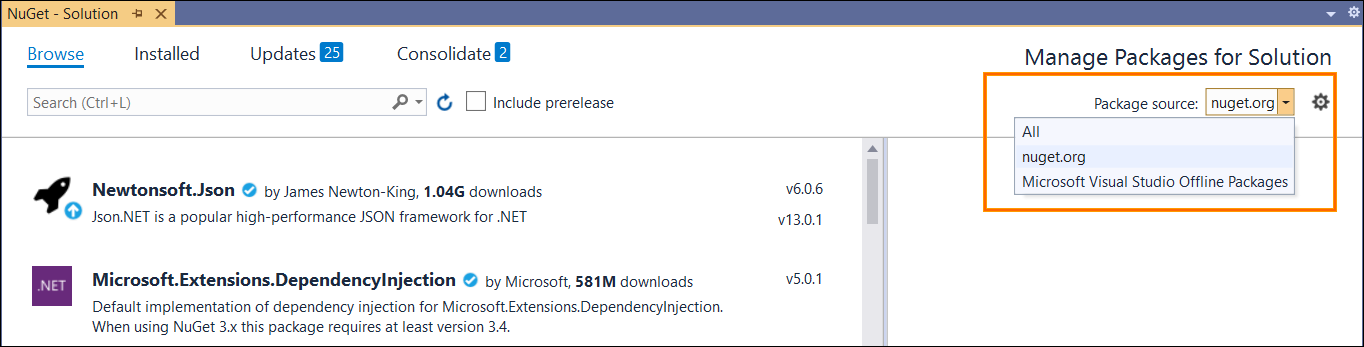 NuGet - Solution
Browse Installed Updates 25 Consolidate 2
Manage Packages for Solution
Search (Ctrl+L) Include prerelease
Package source: nuget.org
All
nuget.org
Microsoft Visual Studio Offline Packages
Newtonsoft.Json by James Newton-King, 1.04G downloads v6.0.6
Json.NET is a popular high-performance JSON framework for .NET v13.0.1
.NET Microsoft.Extensions.DependencyInjection by Microsoft, 581M downloads v5.0.1
Default implementation of dependency injection for Microsoft.Extensions.DependencyInjection.
When using NuGet 3.x this package requires at least version 3.4.